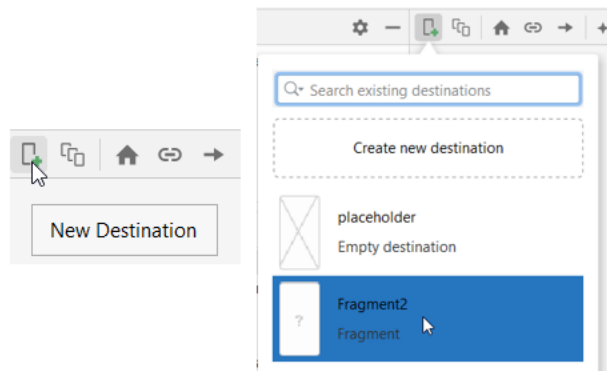 New Destination
Search existing destinations
Create new destination
placeholder
Empty destination
?
Fragment2
Fragment